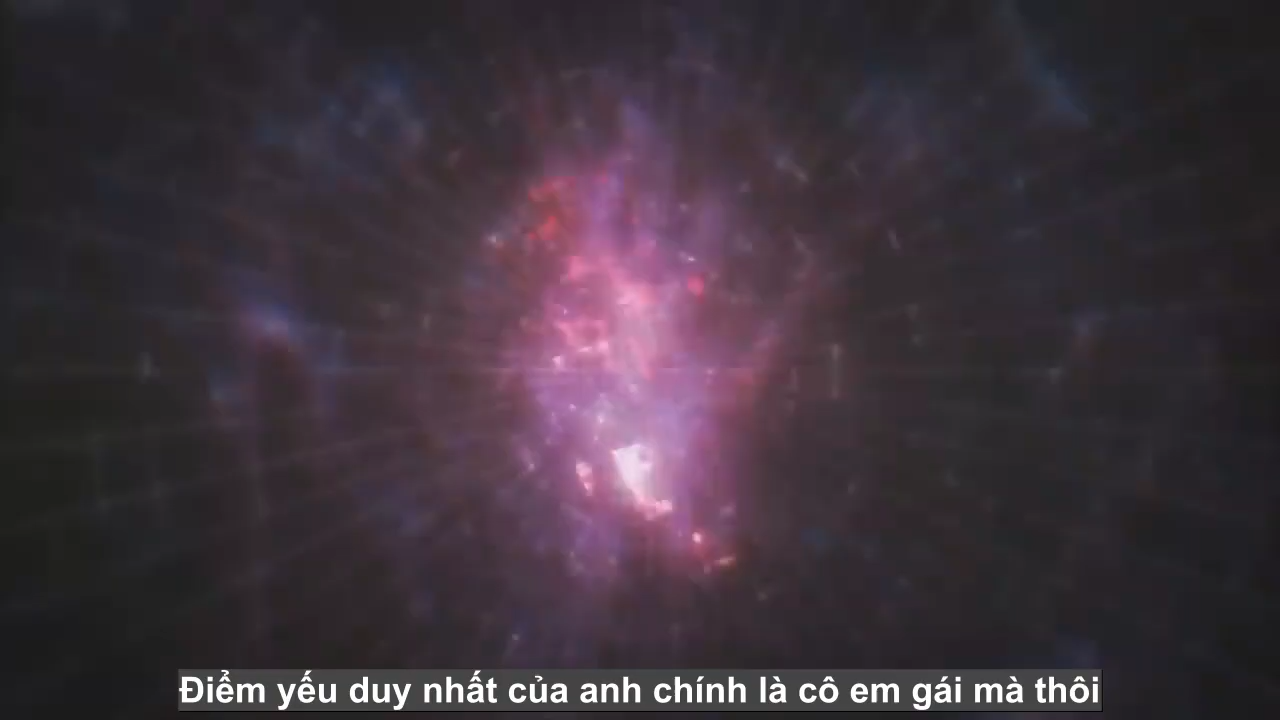 Điểm yếu duy nhất của anh chính là cô em gái mà thôi